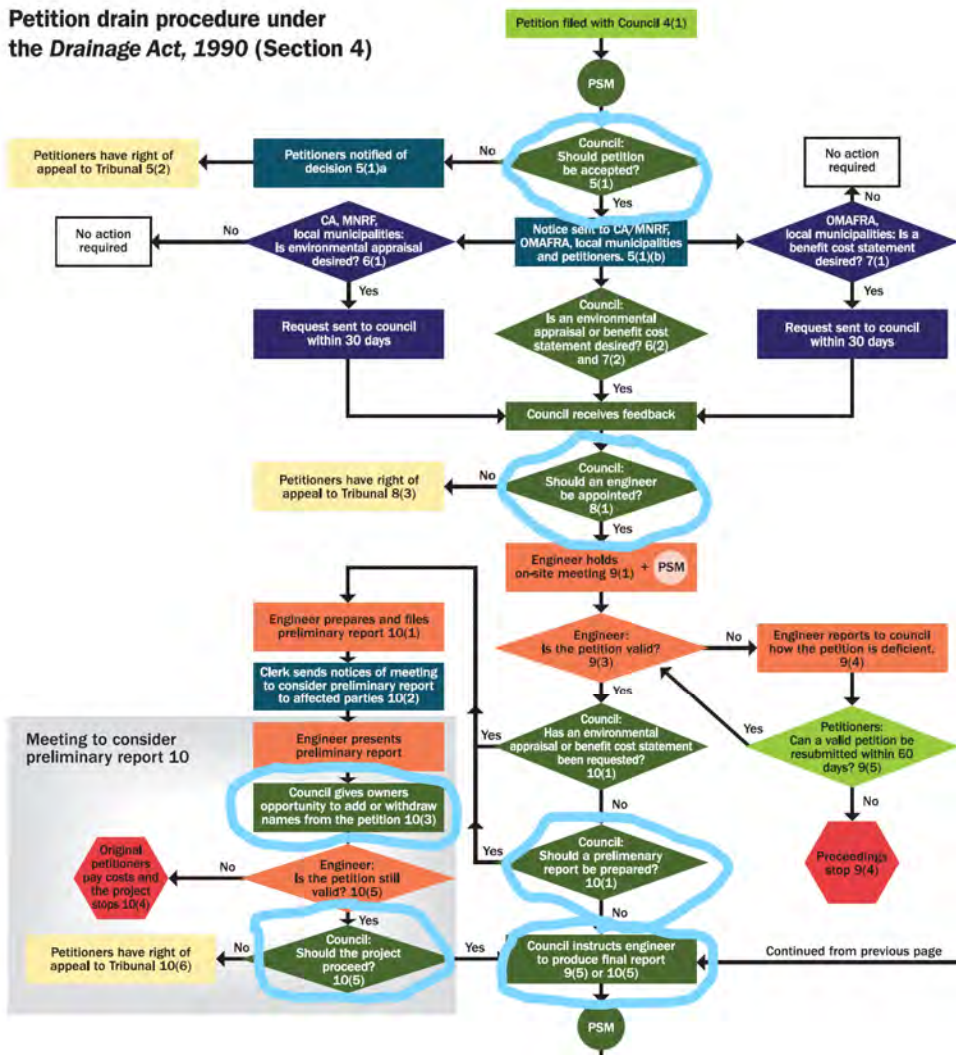 Petition drain procedure under
the Drainage Act, 1990 (Section 4)
Petition filed with Council 4(1)
PSM
Council:
Should petition
be accepted?
5(1)
No
Petitioners notified of
decision 5(1)a
Petitioners have right of
appeal to Tribunal 5(2)
Yes
Notice sent to CA/MNRF,
OMAFRA, local municipalities
and petitioners. 5(1)(b)
CA, MNRF,
local municipalities:
Is environmental appraisal
desired? 6(1)
No
No action
required
Yes
Request sent to council
within 30 days
OMAFRA,
local municipalities: Is a
benefit cost statement
desired? 7(1)
No
No action
required
Yes
Request sent to council
within 30 days
Council:
Is an environmental
appraisal or benefit cost
statement desired? 6(2)
and 7(2)
Yes
Council receives feedback
Council:
Should an engineer
be appointed?
8(1)
No
Petitioners have right of
appeal to Tribunal 8(3)
Yes
Engineer holds
on-site meeting 9(1) + PSM
Engineer:
Is the petition valid?
9(3)
No
Engineer reports to council
how the petition is deficient.
9(4)
Petitioners:
Can a valid petition be
resubmitted within 60
days? 9(5)
Yes
No
Proceedings
stop 9(4)
Yes
Council:
Has an environmental
appraisal or benefit cost statement
been requested?
10(1)
Yes
No
Council:
Should a prelimenary
report be prepared?
10(1)
Yes
No
Engineer prepares and files
preliminary report 10(1)
Clerk sends notices of meeting
to consider preliminary report
to affected parties 10(2)
Meeting to consider
preliminary report 10
Engineer presents
preliminary report
Council gives owners
opportunity to add or withdraw
names from the petition 10(3)
Engineer:
Is the petition still
valid? 10(5)
No
Original
petitioners
pay costs and
the project
stops 10(4)
Yes
Council:
Should the project
proceed?
10(5)
No
Petitioners have right of
appeal to Tribunal 10(6)
Yes
Council instructs engineer
to produce final report
9(5) or 10(5)
Continued from previous page
PSM